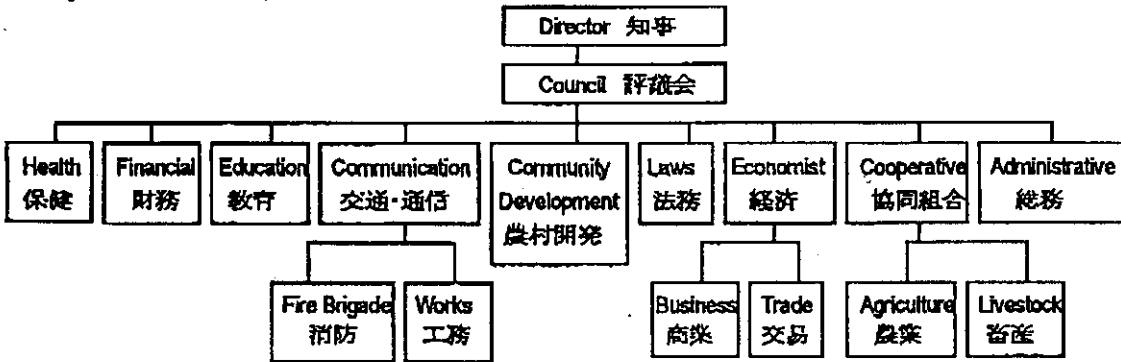 Director 知事
Council 評議会
Health
保健
Financial
財務
Education
教育
Communication
交通・通信
Community
Development
農村開発
Laws
法務
Economist
経済
Cooperative
協同組合
Administrative
総務
Fire Brigade
消防
Works
工務
Business
商業
Trade
交易
Agriculture
農業
Livestock
畜産